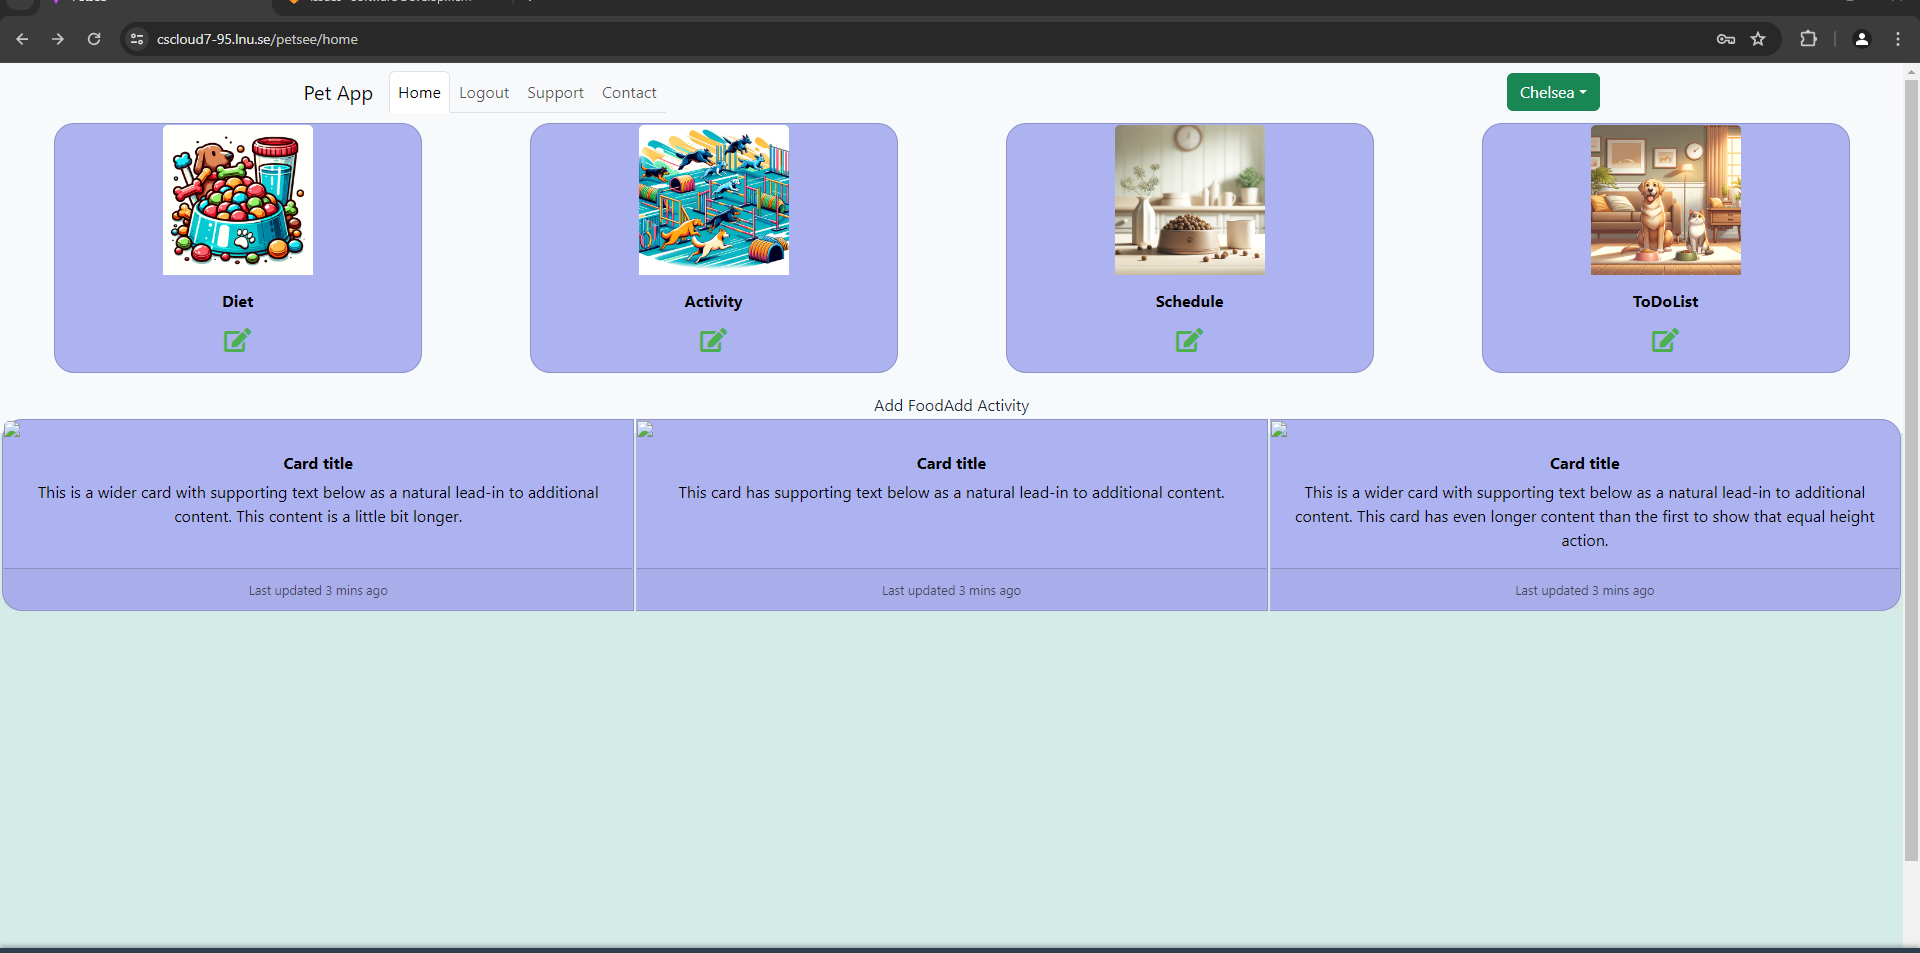 cscloud7-95.lnu.se/petsee/home
Pet App Home Logout Support Contact Chelsea
Diet Activity Schedule ToDoList
Add FoodAdd Activity
Card title
This is a wider card with supporting text below as a natural lead-in to additional
content. This content is a little bit longer.
Last updated 3 mins ago
Card title
This card has supporting text below as a natural lead-in to additional content.
Last updated 3 mins ago
Card title
This is a wider card with supporting text below as a natural lead-in to additional
content. This card has even longer content than the first to show that equal height
action.
Last updated 3 mins ago